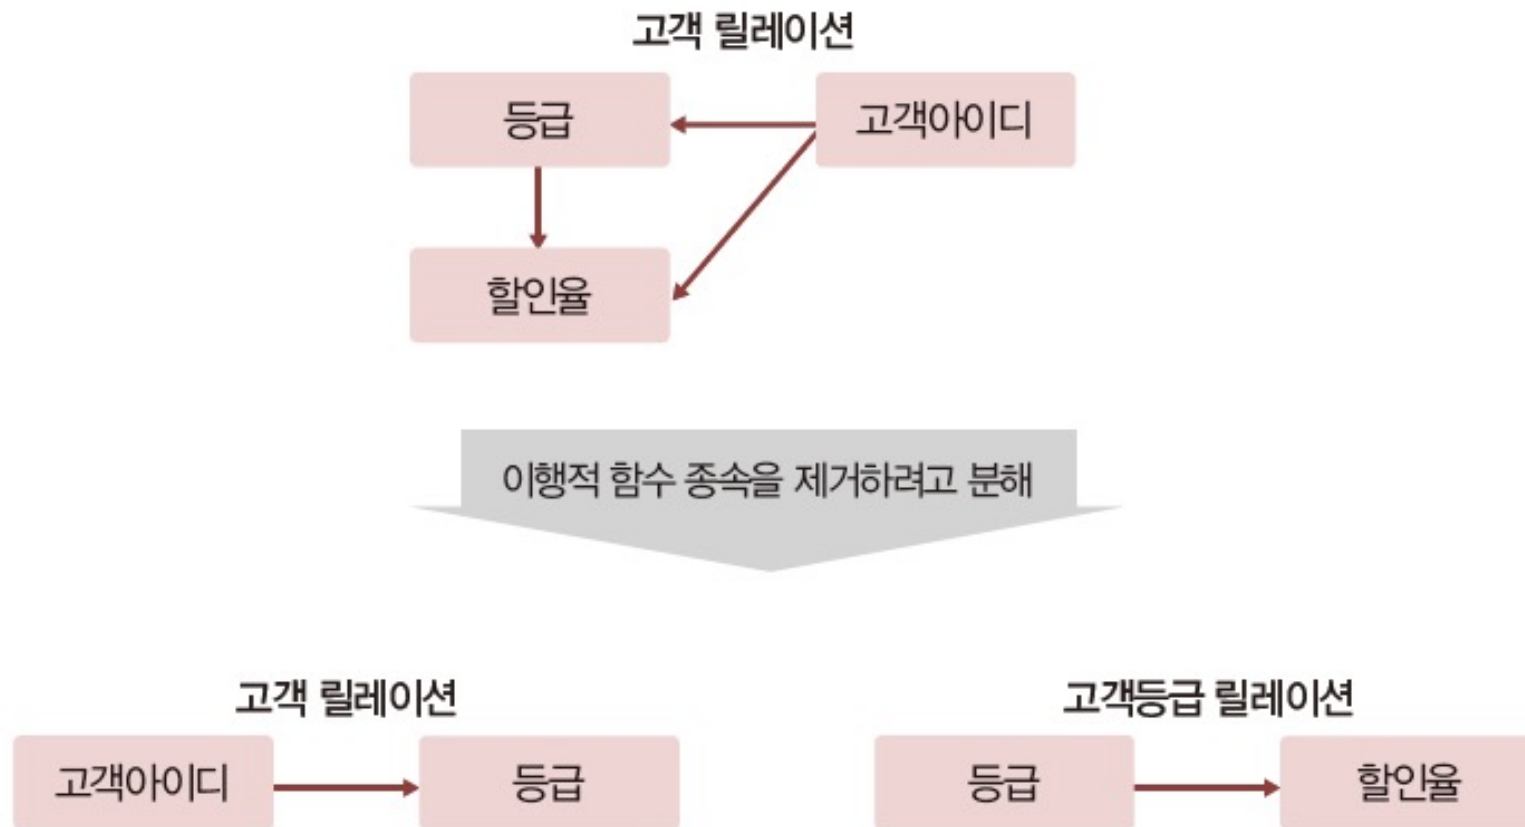 고객 릴레이션
등급
고객아이디
할인율
이행적 함수 종속을 제거하려고 분해
고객 릴레이션
고객아이디
등급
고객등급 릴레이션
등급
할인율